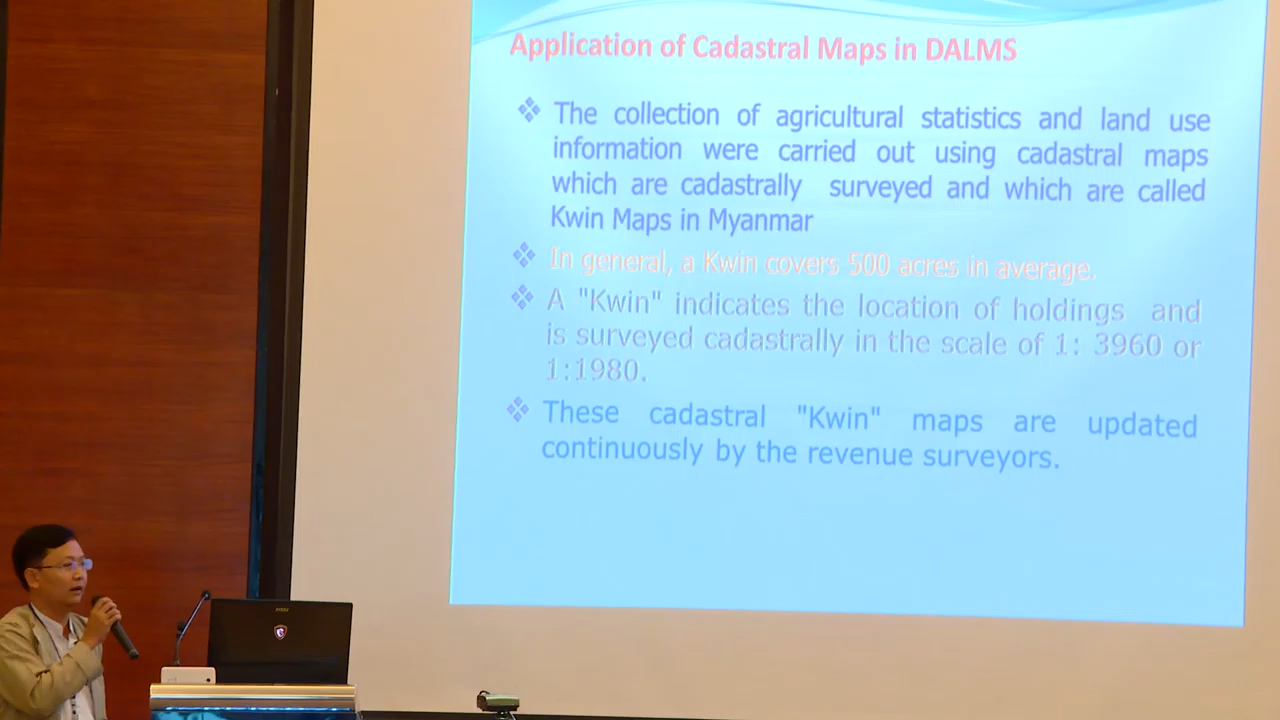 Application of Cadastral Maps in DALMS
❖ The collection of agricultural statistics and land use
information were carried out using cadastral maps
which are cadastrally surveyed and which are called
Kwin Maps in Myanmar
❖ In general, a Kwin covers 500 acres in average.
❖ A "Kwin" indicates the location of holdings and
is surveyed cadastrally in the scale of 1: 3960 or
1:1980.
❖ These cadastral "Kwin" maps are updated
continuously by the revenue surveyors.